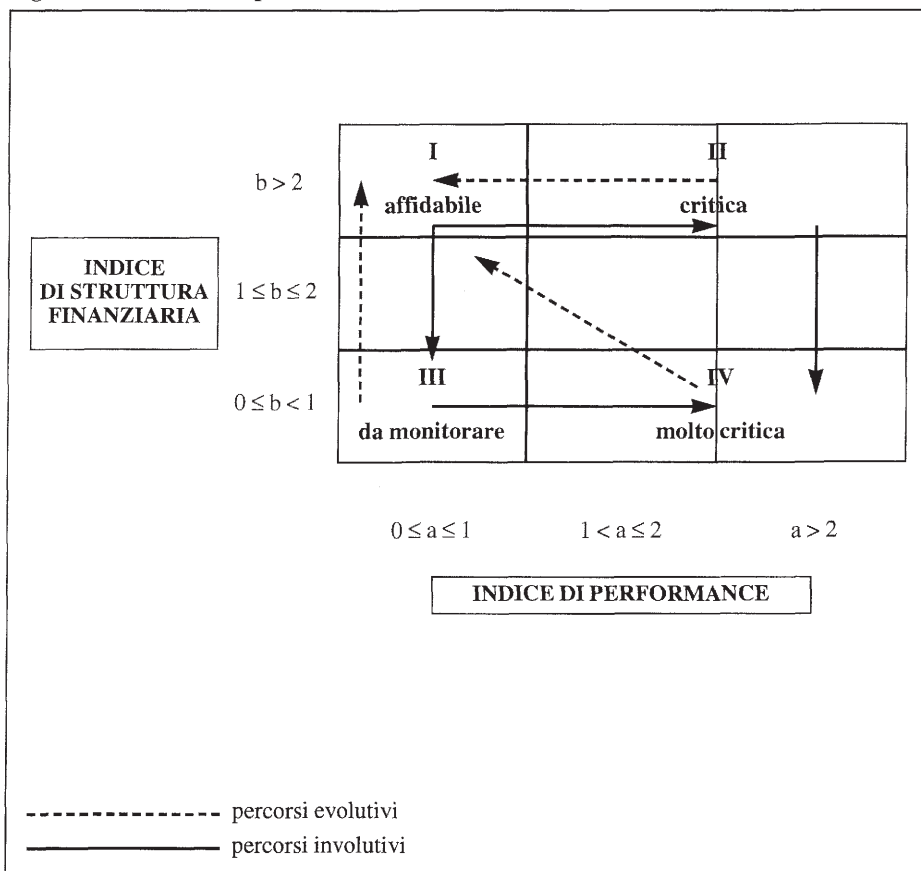 I II
b > 2
affidabile critica
INDICE
DI STRUTTURA
FINANZIARIA
1 ≤ b ≤ 2
III IV
0 ≤ b < 1
da monitorare molto critica
0 ≤ a ≤ 1 1 < a ≤ 2 a > 2
INDICE DI PERFORMANCE
percorsi evolutivi
percorsi involutivi